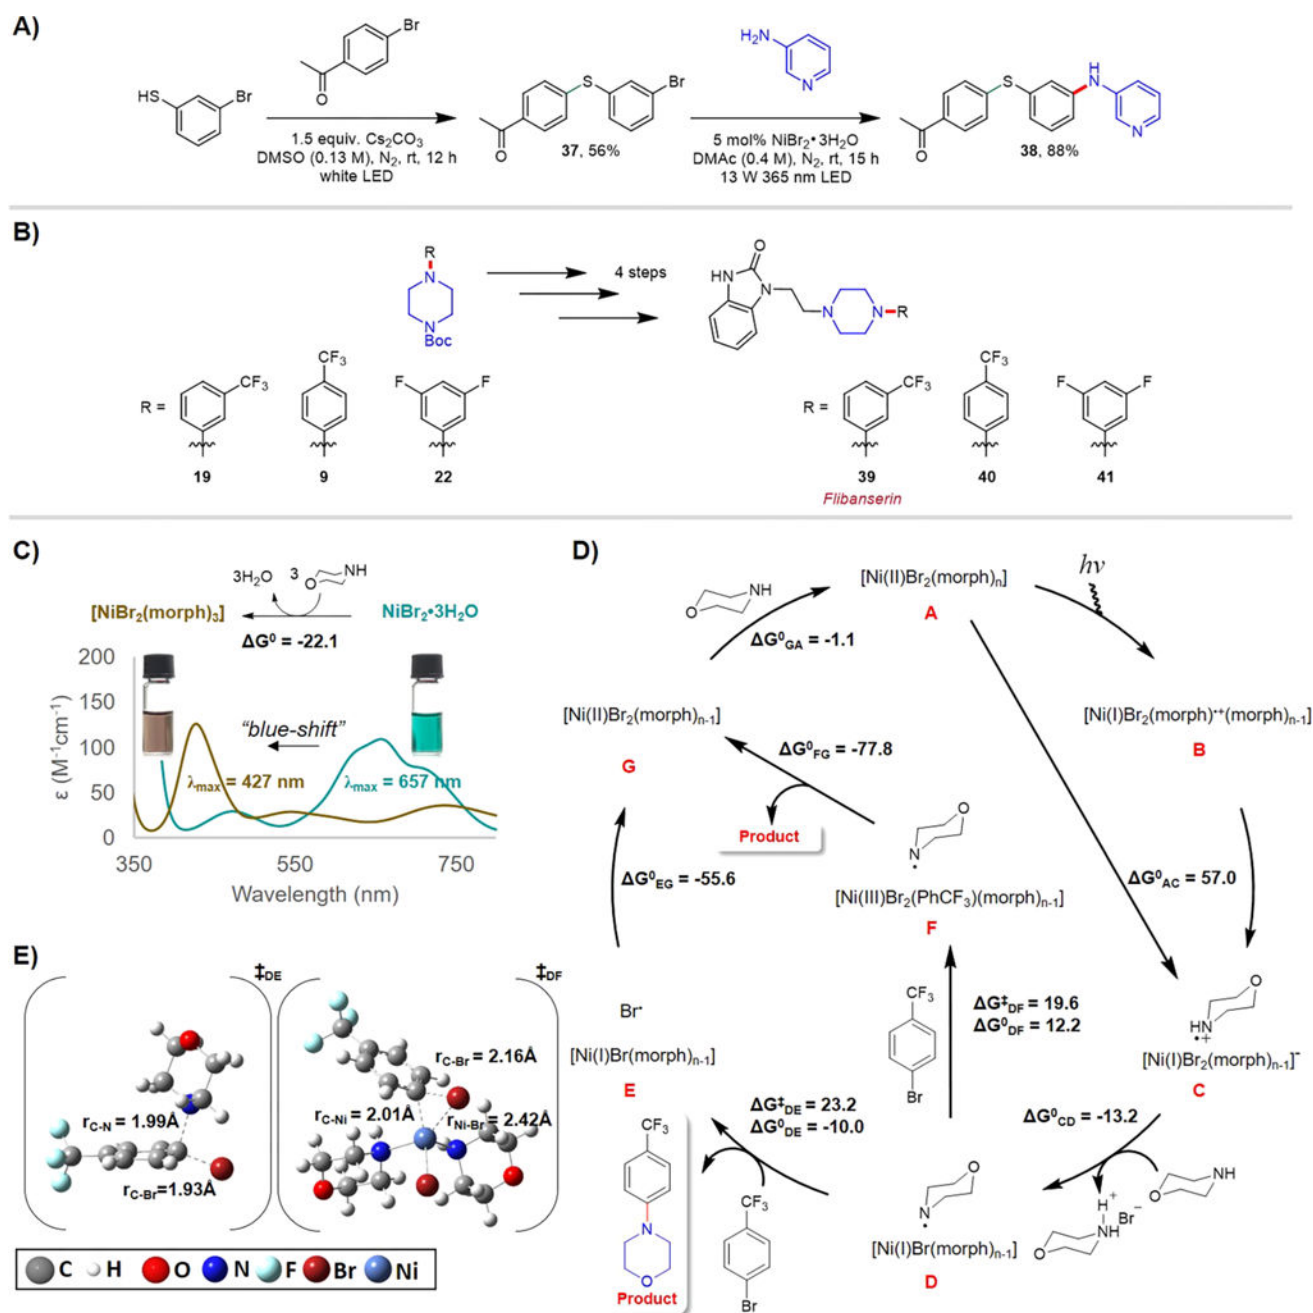 A)
HS
Br
Br
O
1.5 equiv. Cs₂CO₃
DMSO (0.13 M), N₂, rt, 12 h
white LED
S
Br
O
37, 56%
H₂N
N
5 mol% NiBr₂•3H₂O
DMAc (0.4 M), N₂, rt, 15 h
13 W 365 nm LED
S
H
N
N
O
38, 88%
B)
R
N
N
Boc
4 steps
O
HN
N
N
N
R
R =
CF₃
CF₃
F
F
19
9
22
R =
CF₃
CF₃
F
F
39
40
41
Flibanserin
C)
3H₂O
3
O
NH
[NiBr₂(morph)₃]
NiBr₂•3H₂O
ΔG⁰ = -22.1
200
150
100
50
0
ε (M⁻¹cm⁻¹)
"blue-shift"
λmax = 427 nm
λmax = 657 nm
350
550
750
Wavelength (nm)
D)
[Ni(II)Br₂(morph)n]
A
hv
NH
O
ΔG⁰GA = -1.1
[Ni(II)Br₂(morph)n-1]
G
[Ni(I)Br₂(morph)•+(morph)n-1]
B
ΔG⁰FG = -77.8
Product
O
N
•
[Ni(III)Br₂(PhCF₃)(morph)n-1]
F
ΔG⁰AC = 57.0
ΔG⁰EG = -55.6
Br•
[Ni(I)Br(morph)n-1]
E
CF₃
Br
ΔG‡DF = 19.6
ΔG⁰DF = 12.2
O
HN
•+
[Ni(I)Br₂(morph)n-1]⁻
C
ΔG‡DE = 23.2
ΔG⁰DE = -10.0
ΔG⁰CD = -13.2
CF₃
N
O
Product
CF₃
Br
O
N
•
[Ni(I)Br(morph)n-1]
D
H⁺
NH
Br⁻
O
NH
O
E)
‡DE
rC-N = 1.99Å
rC-Br=1.93Å
‡DF
rC-Br = 2.16Å
rC-Ni = 2.01Å
rNi-Br = 2.42Å
C H O N F Br Ni